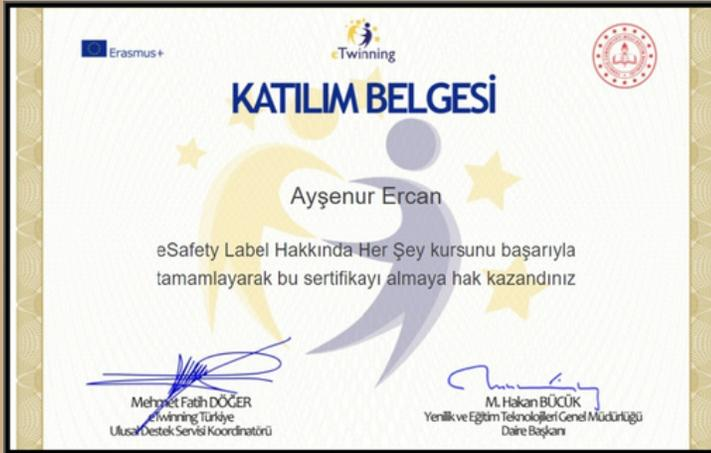 Erasmus+
eTwinning
KATILIM BELGESİ
Ayşenur Ercan
eSafety Label Hakkında Her Şey kursunu başarıyla
tamamlayarak bu sertifikayı almaya hak kazandınız
Mehmet Fatih DÖĞER
eTwinning Türkiye
Ulusal Destek Servisi Koordinatörü
M. Hakan BÜCÜK
Yenilik ve Eğitim Teknolojileri Genel Müdürlüğü
Daire Başkanı